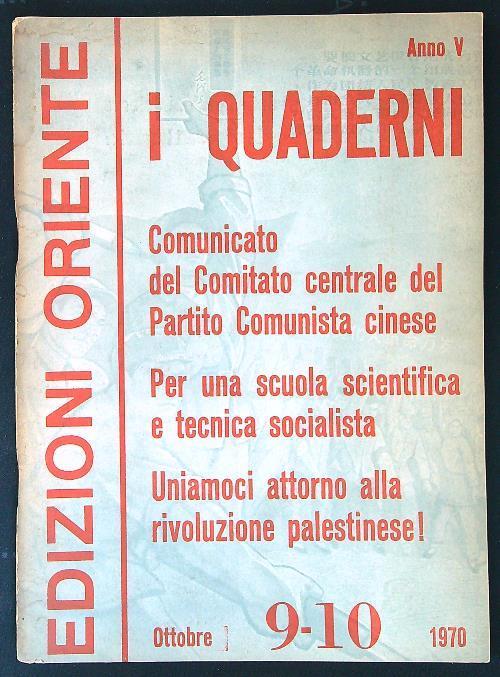 EDIZIONI ORIENTE
Anno V
i QUADERNI
Comunicato
del Comitato centrale del
Partito Comunista cinese
Per una scuola scientifica
e tecnica socialista
Uniamoci attorno alla
rivoluzione palestinese!
Ottobre 9-10 1970